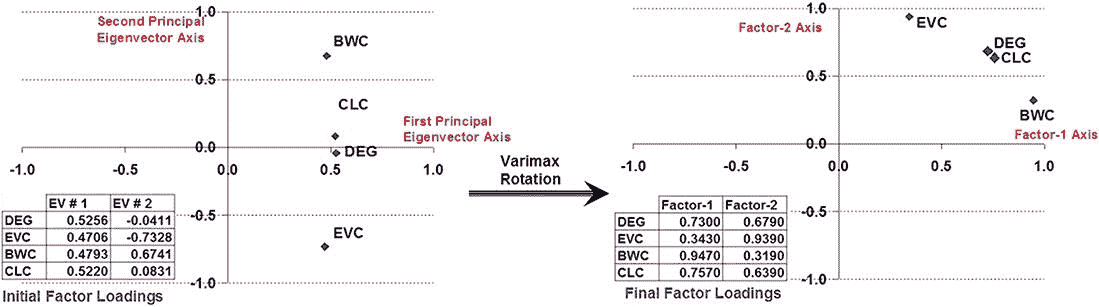 1.0
Second Principal
Eigenvector Axis
BWC
0.5
CLC
First Principal
Eigenvector Axis
DEG
-1.0 -0.5 0.0 0.5 1.0
0.0
-0.5
EVC
-1.0
EV # 1 EV # 2
DEG 0.5256 -0.0411
EVC 0.4706 -0.7328
BWC 0.4793 0.6741
CLC 0.5220 0.0831
Initial Factor Loadings
Varimax
Rotation
1.0
Factor-2 Axis
EVC
DEG
CLC
0.5
BWC
Factor-1 Axis
0.0
-1.0 -0.5 0.0 0.5 1.0
-0.5
-1.0
Factor-1 Factor-2
DEG 0.7300 0.6790
EVC 0.3430 0.9390
BWC 0.9470 0.3190
CLC 0.7570 0.6390
Final Factor Loadings